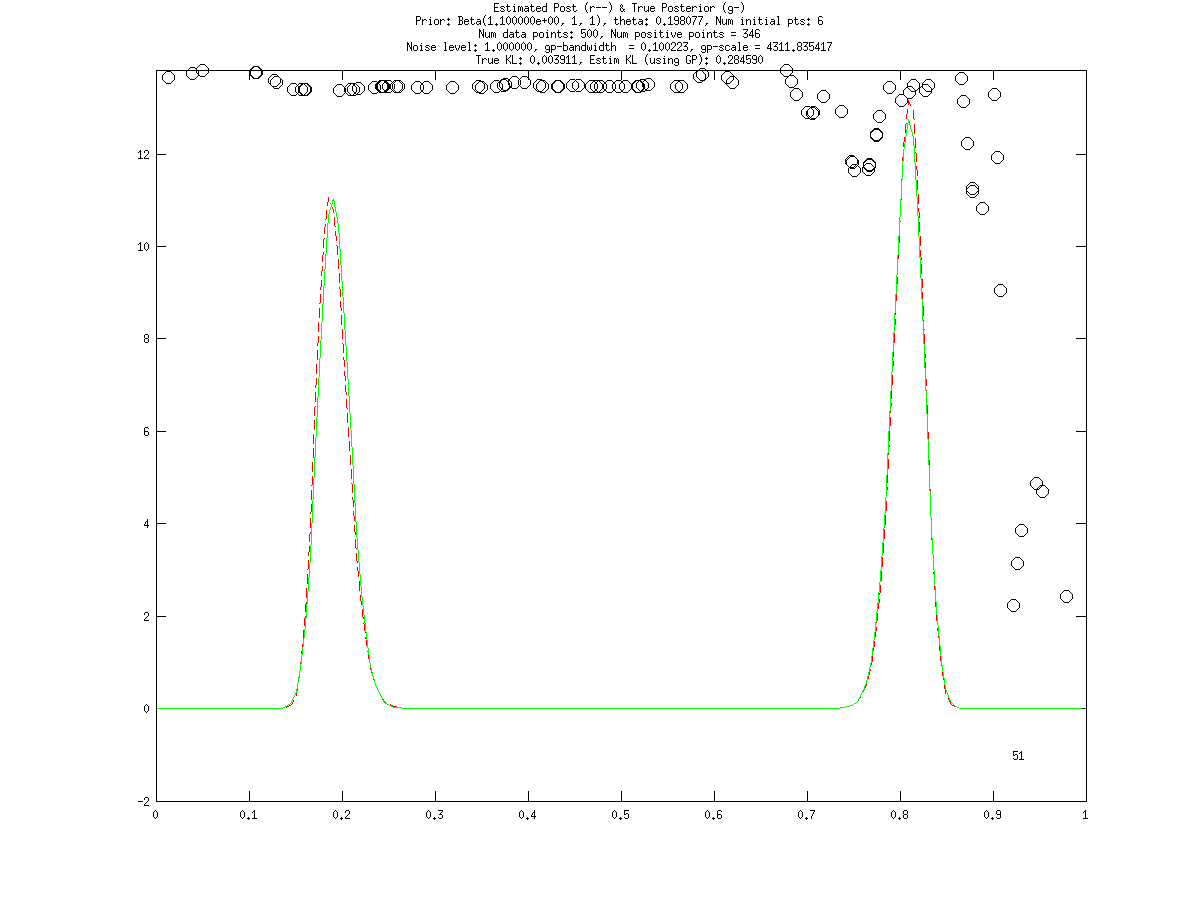 Estimated Post (r--) & True Posterior (g-)
Prior: Beta(1.100000e+00, 1, 1), theta: 0.198077, Num initial pts: 6
Num data points: 500, Num positive points = 346
Noise level: 1.000000, gp-bandwidth  = 0.100223, gp-scale = 4311.835417
True KL: 0.003911, Estim KL (using GP): 0.284590
12
10
8
6
4
2
0
51
-2
0 0.1 0.2 0.3 0.4 0.5 0.6 0.7 0.8 0.9 1